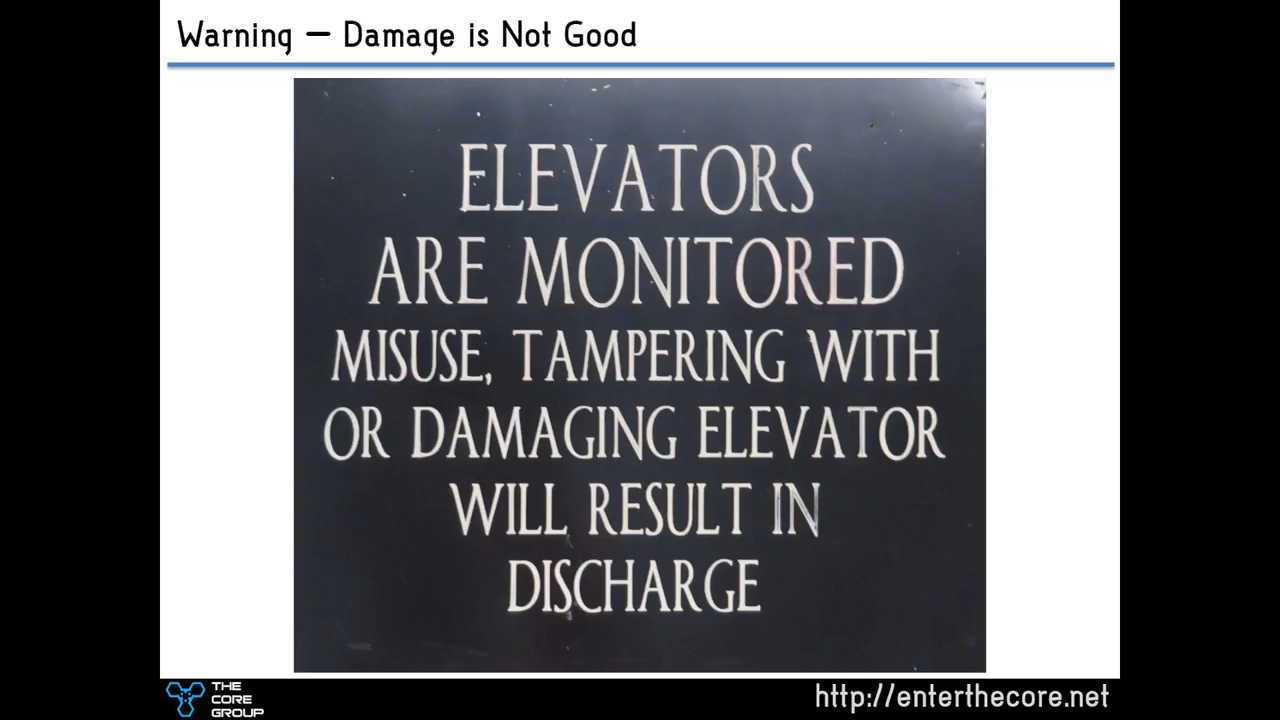 Warning – Damage is Not Good
ELEVATORS
ARE MONITORED
MISUSE, TAMPERING WITH
OR DAMAGING ELEVATOR
WILL RESULT IN
DISCHARGE
THE
CORE
GROUP
http://enterthecore.net